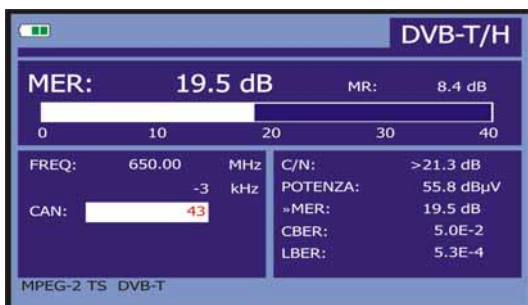 DVB-T/H
MER: 19.5 dB MR: 8.4 dB
0 10 20 30 40
FREQ: 650.00 MHz
-3 kHz
CAN: 43
C/N: >21.3 dB
POTENZA: 55.8 dBµV
»MER: 19.5 dB
CBER: 5.0E-2
LBER: 5.3E-4
MPEG-2 TS DVB-T